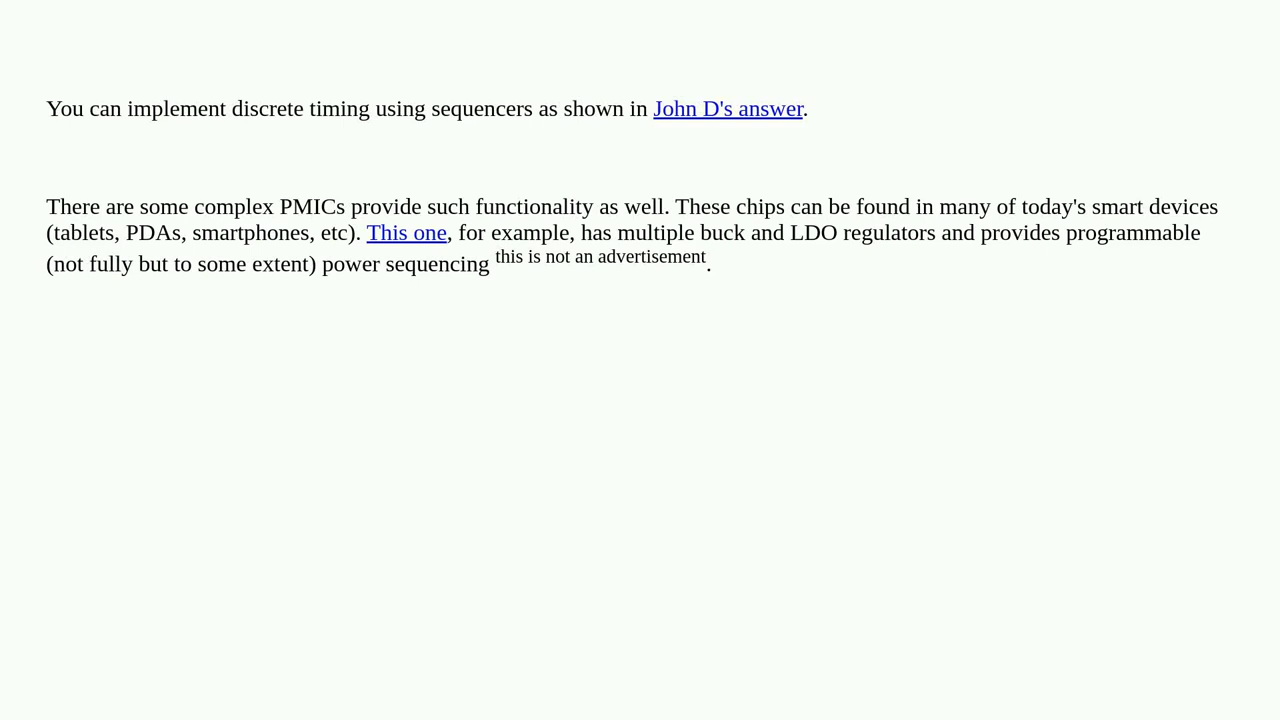 You can implement discrete timing using sequencers as shown in John D's answer.
There are some complex PMICs provide such functionality as well. These chips can be found in many of today's smart devices
(tablets, PDAs, smartphones, etc). This one, for example, has multiple buck and LDO regulators and provides programmable
(not fully but to some extent) power sequencing this is not an advertisement.